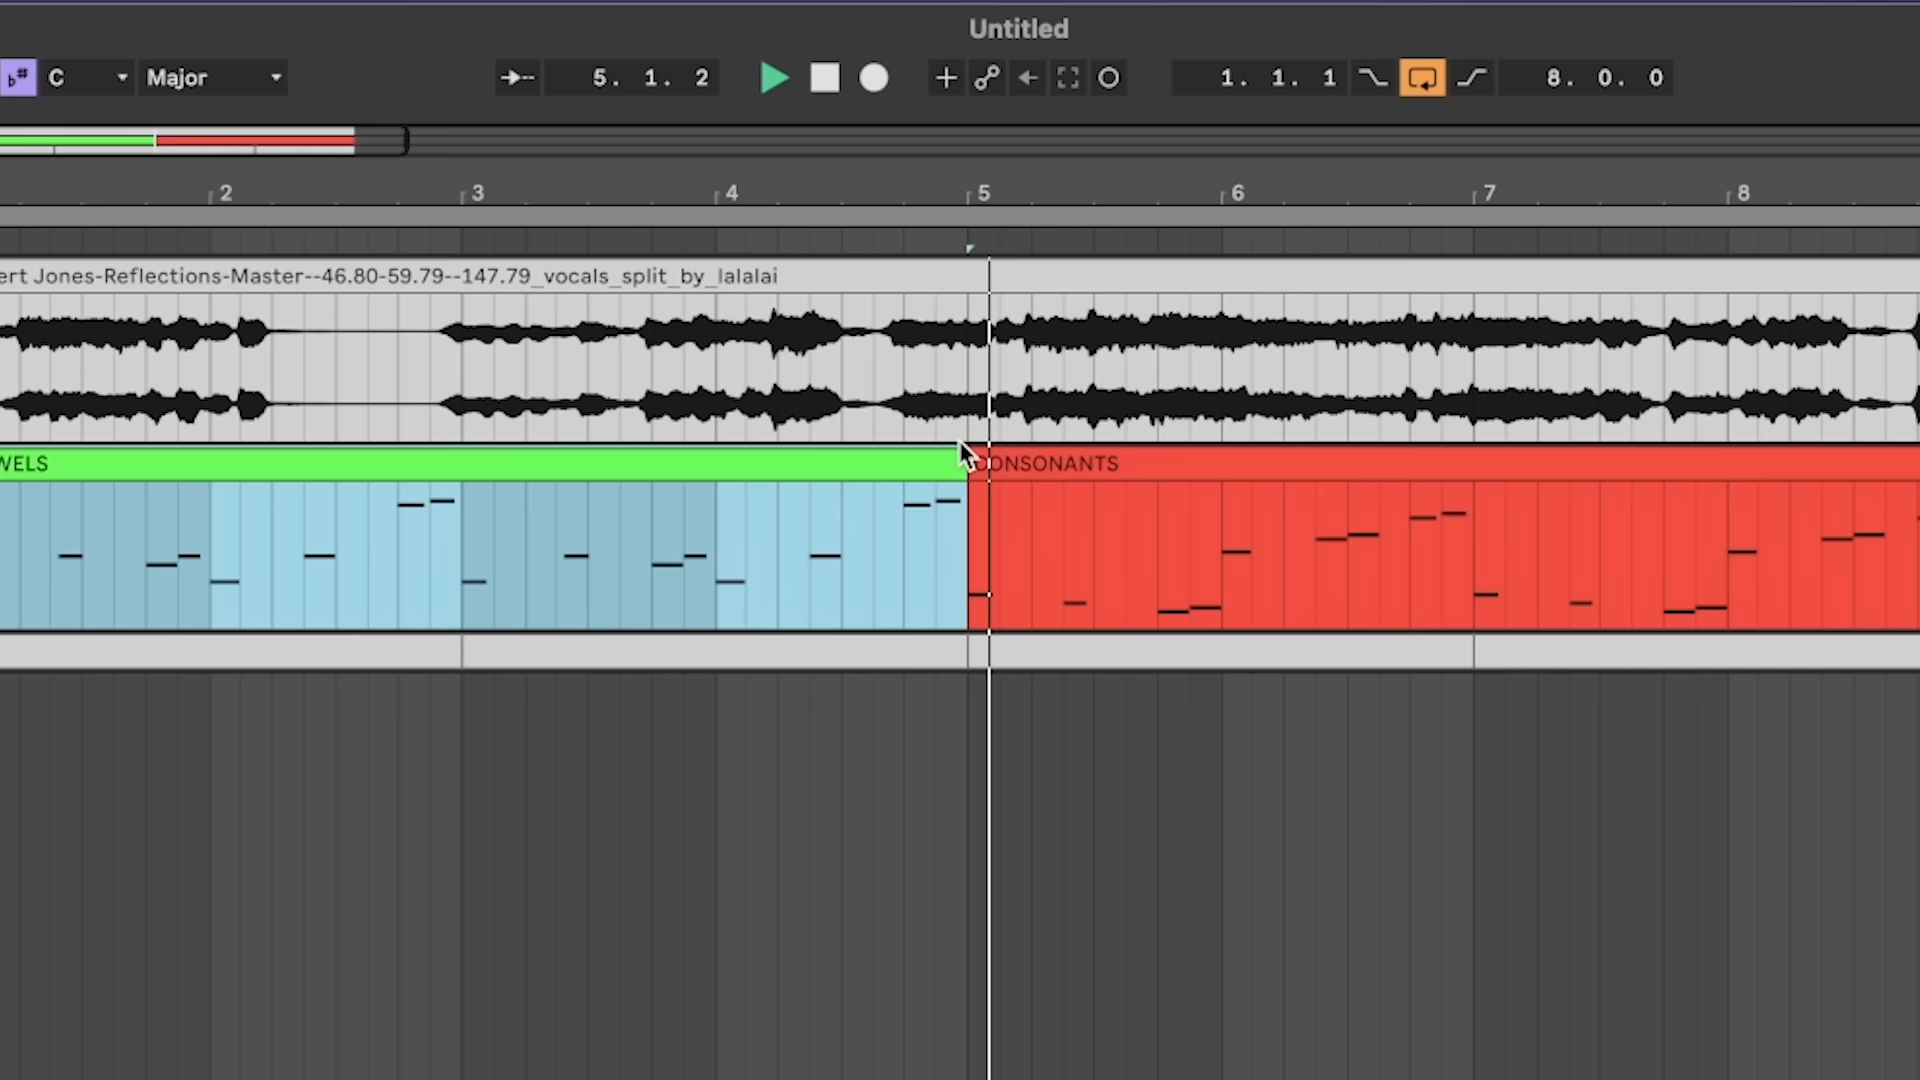 Untitled
♭# C Major 5. 1. 2 1. 1. 1 8. 0. 0
2 3 4 5 6 7 8
ert Jones-Reflections-Master--46.80-59.79--147.79_vocals_split_by_lalalai
WELS CONSONANTS